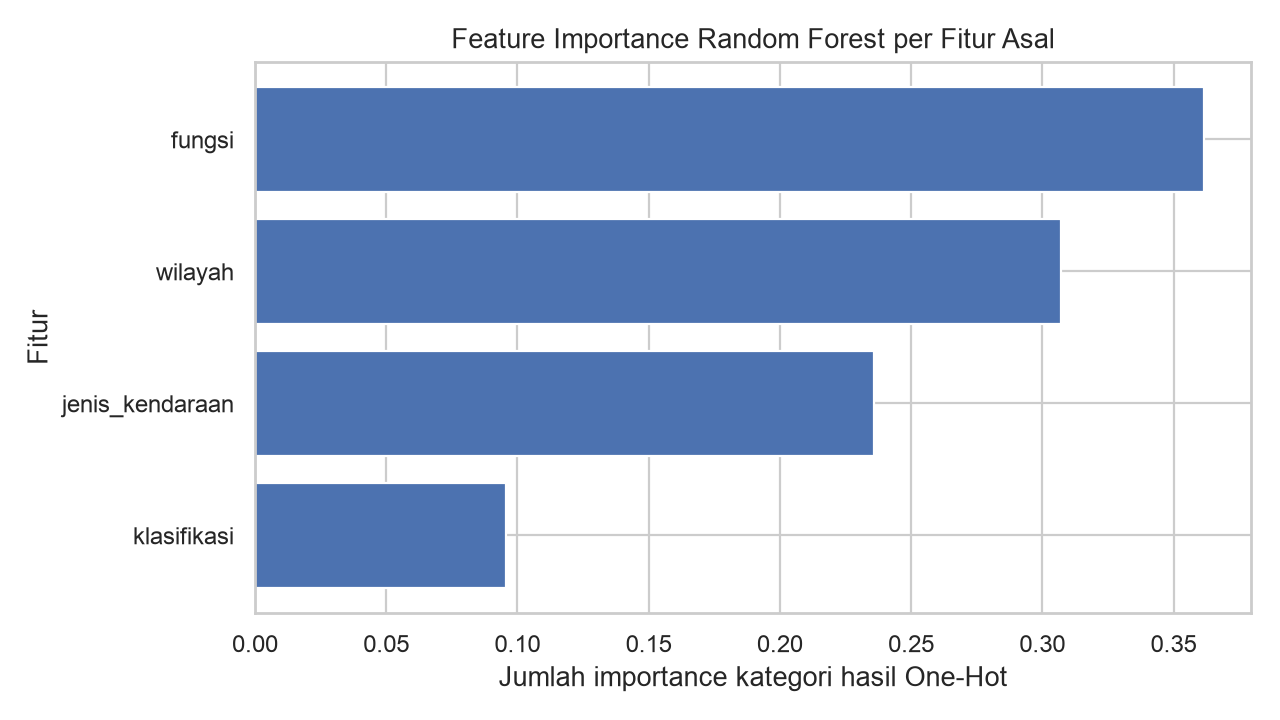 Feature Importance Random Forest per Fitur Asal
Fitur
fungsi
wilayah
jenis_kendaraan
klasifikasi
0.00 0.05 0.10 0.15 0.20 0.25 0.30 0.35
Jumlah importance kategori hasil One-Hot